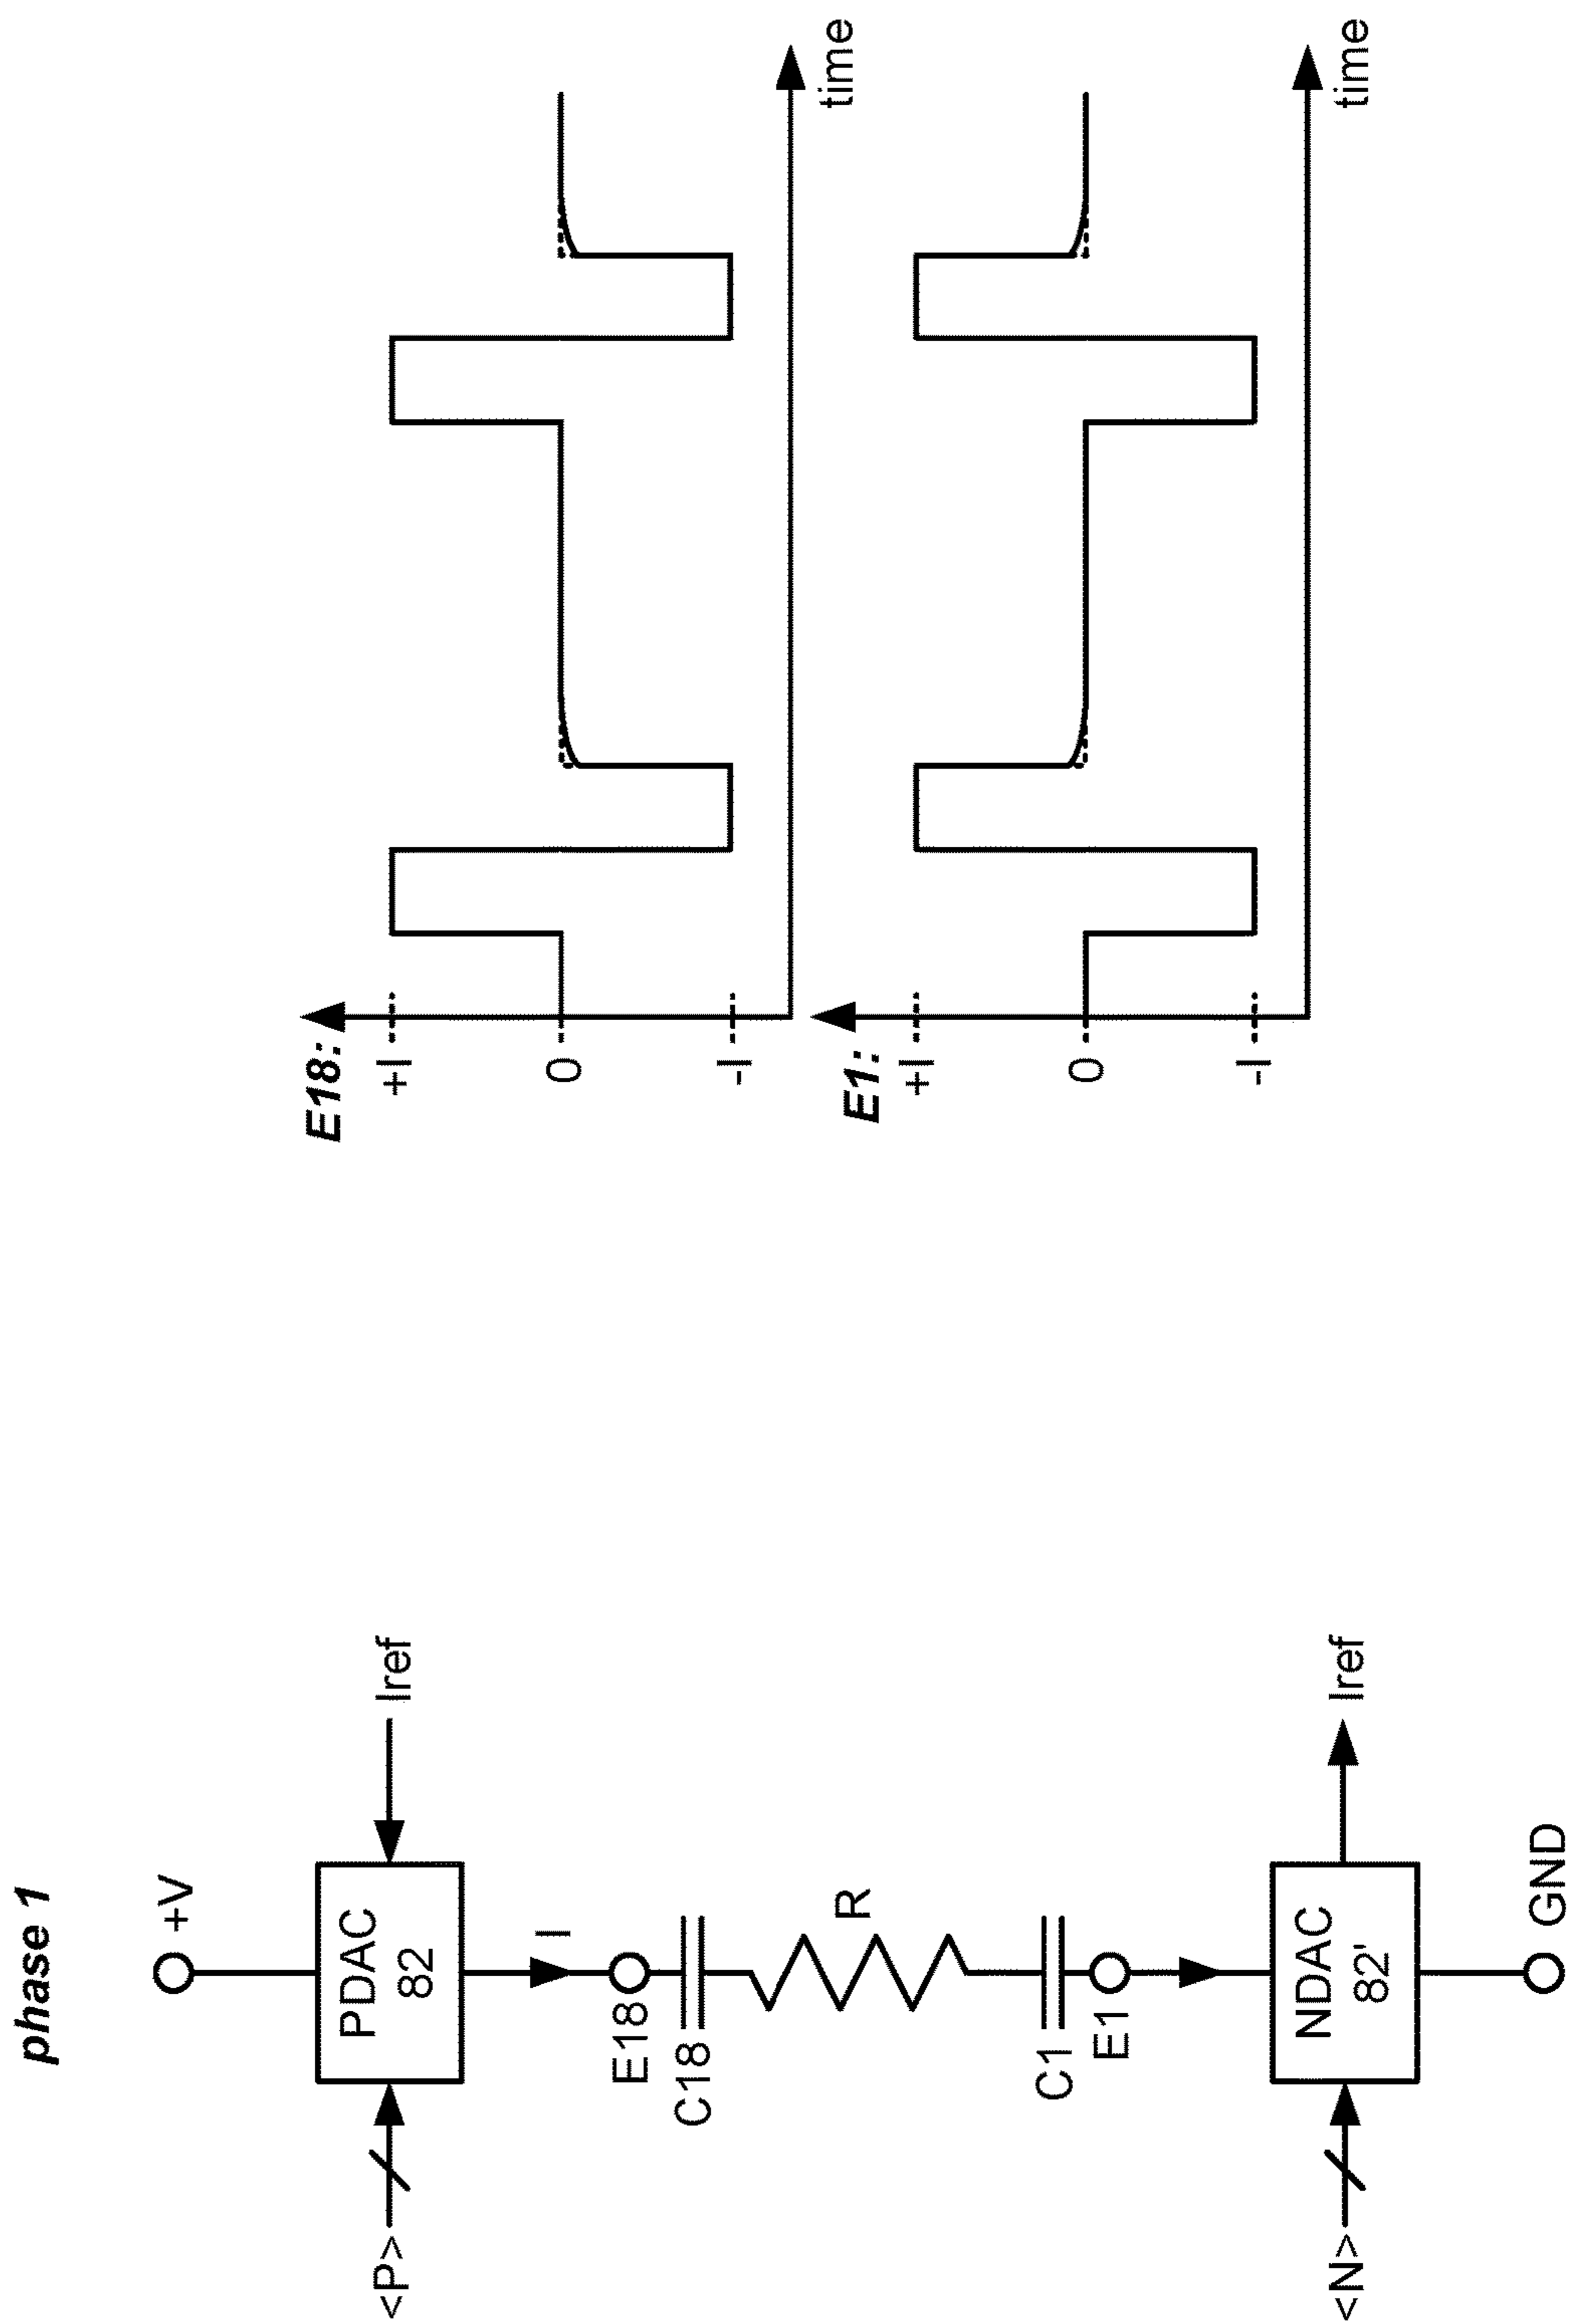 phase 1
+V
<P>
PDAC
82
Iref
I
E18
C18
R
C1
E1
<N>
NDAC
82'
Iref
GND
E18:
+I
0
-I
time
E1:
+I
0
-I
time